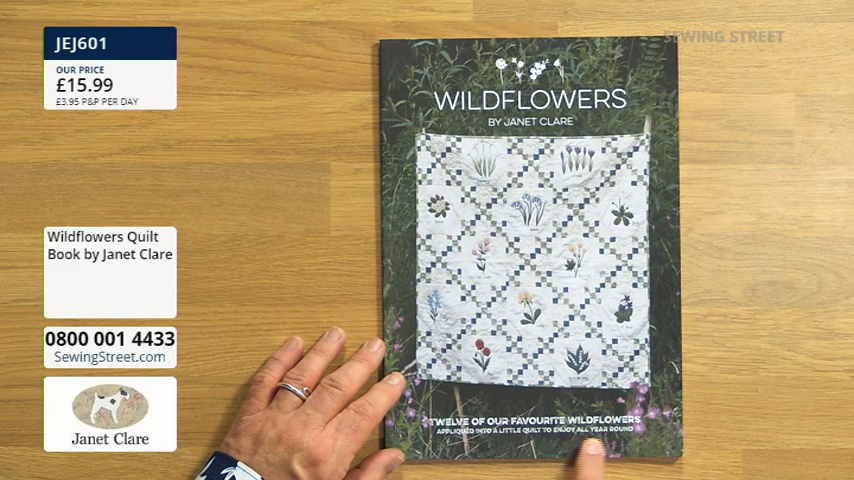 JEJ601
OUR PRICE
£15.99
£3.95 P&P PER DAY
SEWING STREET
WILDFLOWERS
BY JANET CLARE
Wildflowers Quilt
Book by Janet Clare
0800 001 4433
SewingStreet.com
Janet Clare
TWELVE OF OUR FAVOURITE WILDFLOWERS
APPLIQUED INTO A LITTLE QUILT TO ENJOY ALL YEAR ROUND